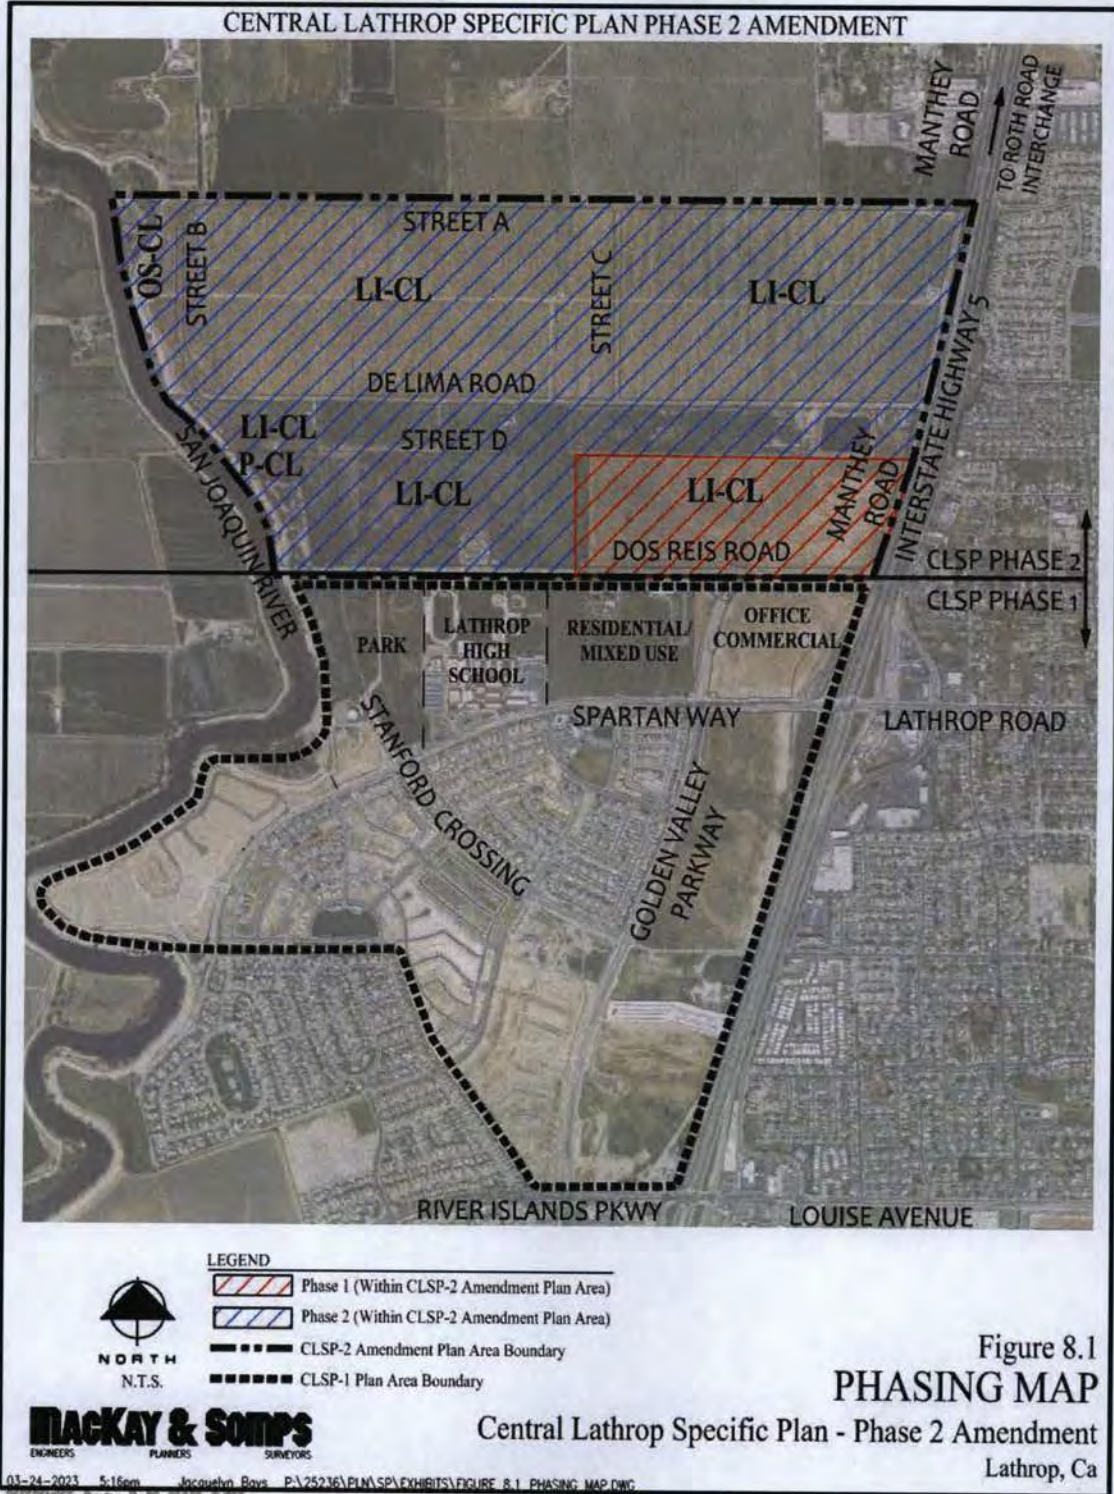 CENTRAL LATHROP SPECIFIC PLAN PHASE 2 AMENDMENT
MANTHEY
ROAD
TO ROTH ROAD
INTERCHANGE
OS-CL
STREET B
STREET A
LI-CL
STREET C
LI-CL
DE LIMA ROAD
LI-CL
P-CL
STREET D
LI-CL
LI-CL
MANTHEY
ROAD
INTERSTATE HIGHWAY 5
DOS REIS ROAD
SAN JOAQUIN RIVER
CLSP PHASE 2
CLSP PHASE 1
PARK
LATHROP
HIGH
SCHOOL
RESIDENTIAL/
MIXED USE
OFFICE
COMMERCIAL
SPARTAN WAY
LATHROP ROAD
STANFORD CROSSING
GOLDEN VALLEY
PARKWAY
RIVER ISLANDS PKWY
LOUISE AVENUE
LEGEND
Phase 1 (Within CLSP-2 Amendment Plan Area)
Phase 2 (Within CLSP-2 Amendment Plan Area)
CLSP-2 Amendment Plan Area Boundary
CLSP-1 Plan Area Boundary
NORTH
N.T.S.
MACKAY & SOMPS
ENGINEERS PLANNERS SURVEYORS
Figure 8.1
PHASING MAP
Central Lathrop Specific Plan - Phase 2 Amendment
Lathrop, Ca
03-24-2023 5:16pm Jacquelyn Bays P:\25236\PLN\SP\EXHIBITS\FIGURE 8.1 PHASING MAP.DWG